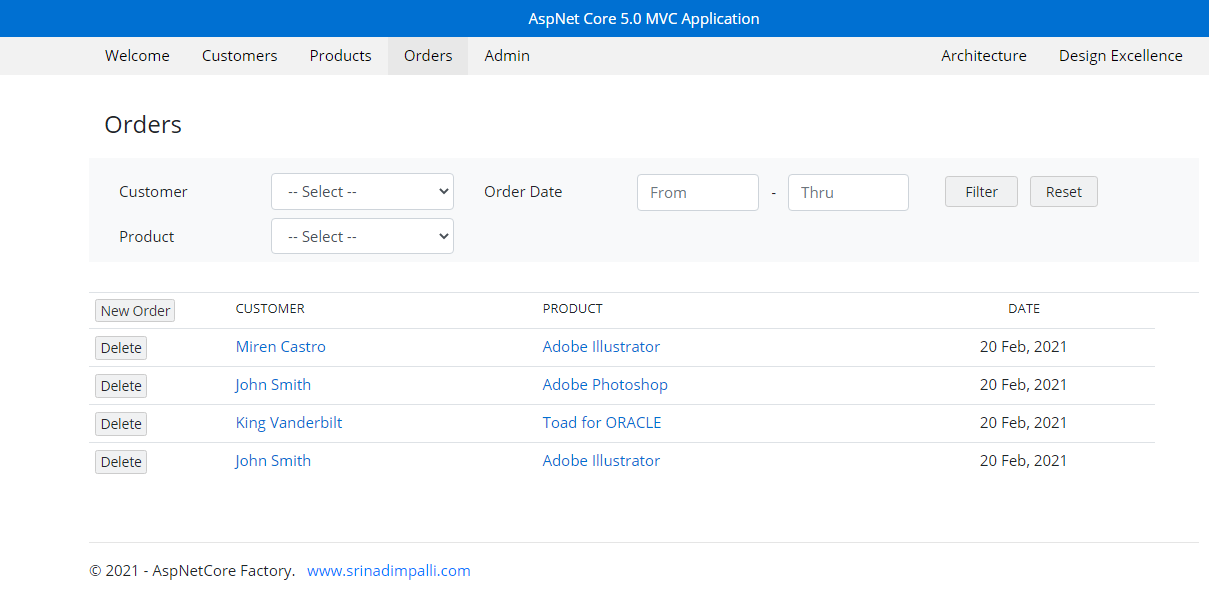 AspNet Core 5.0 MVC Application
Welcome Customers Products Orders Admin Architecture Design Excellence
Orders
Customer -- Select -- Order Date From - Thru Filter Reset
Product -- Select --
New Order CUSTOMER PRODUCT DATE
Delete Miren Castro Adobe Illustrator 20 Feb, 2021
Delete John Smith Adobe Photoshop 20 Feb, 2021
Delete King Vanderbilt Toad for ORACLE 20 Feb, 2021
Delete John Smith Adobe Illustrator 20 Feb, 2021
© 2021 - AspNetCore Factory. www.srinadimpalli.com